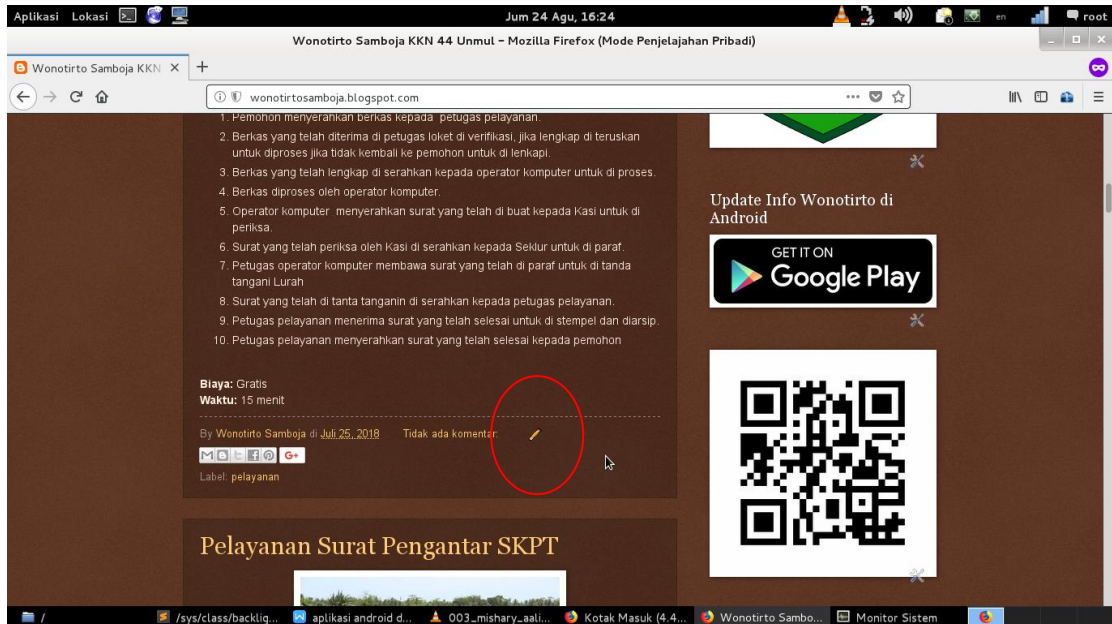 Aplikasi Lokasi Jum 24 Agu, 16:24 en root
Wonotirto Samboja KKN 44 Unmul – Mozilla Firefox (Mode Penjelajahan Pribadi)
Wonotirto Samboja KKN
wonotirtosamboja.blogspot.com
1. Pemohon menyerahkan berkas kepada petugas pelayanan.
2. Berkas yang telah diterima di petugas loket di verifikasi, jika lengkap di teruskan
untuk diproses jika tidak kembali ke pemohon untuk di lenkapi.
3. Berkas yang telah lengkap di serahkan kepada operator komputer untuk di proses.
4. Berkas diproses oleh operator komputer.
5. Operator komputer menyerahkan surat yang telah di buat kepada Kasi untuk di
periksa.
6. Surat yang telah periksa oleh Kasi di serahkan kepada Seklur untuk di paraf.
7. Petugas operator komputer membawa surat yang telah di paraf untuk di tanda
tangani Lurah
8. Surat yang telah di tanta tanganin di serahkan kepada petugas pelayanan.
9. Petugas pelayanan menerima surat yang telah selesai untuk di stempel dan diarsip.
10. Petugas pelayanan menyerahkan surat yang telah selesai kepada pemohon
Biaya: Gratis
Waktu: 15 menit
By Wonotirto Samboja di Juli 25, 2018 Tidak ada komentar:
G+
Label: pelayanan
Pelayanan Surat Pengantar SKPT
Update Info Wonotirto di
Android
GET IT ON
Google Play
/ /sys/class/backlig... aplikasi android d... 003_mishary_aali... Kotak Masuk (4.4... Wonotirto Sambo... Monitor Sistem